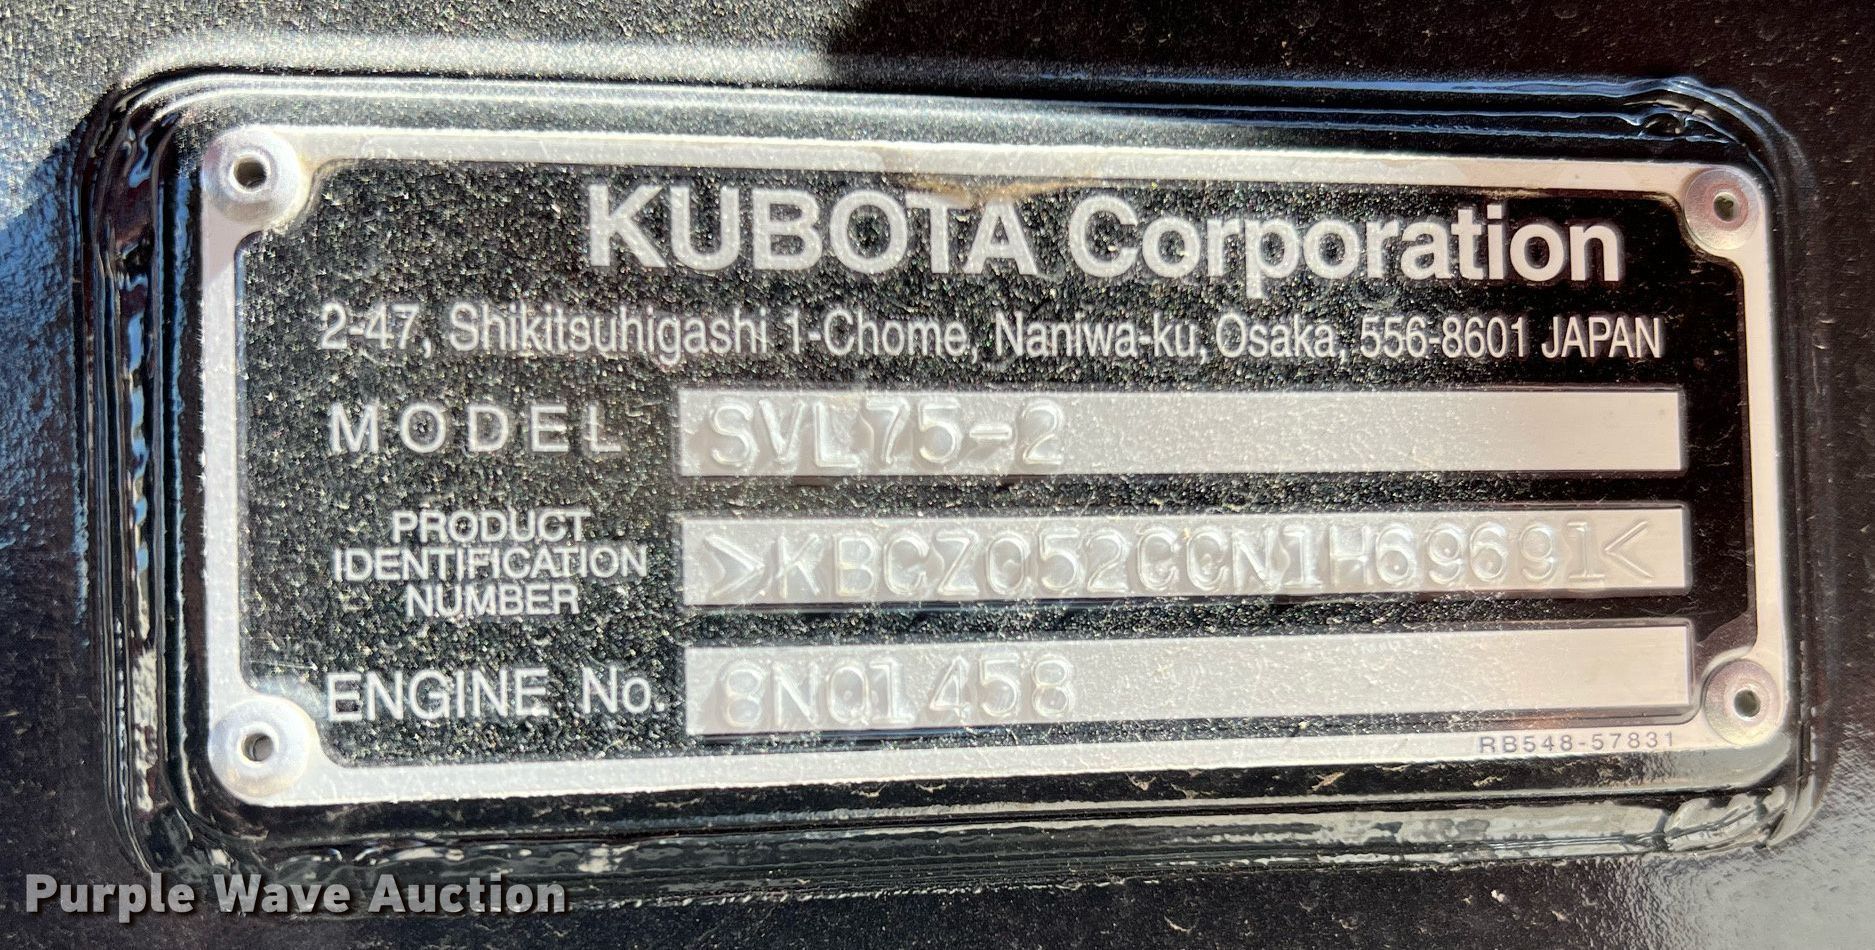 KUBOTA Corporation
2-47, Shikitsuhigashi 1-Chome, Naniwa-ku, Osaka, 556-8601 JAPAN
MODEL SVL75-2
PRODUCT
IDENTIFICATION
NUMBER
>KBCZ052CCN1H69691<
ENGINE No. 8NQ1458
RB548-57831
Purple Wave Auction